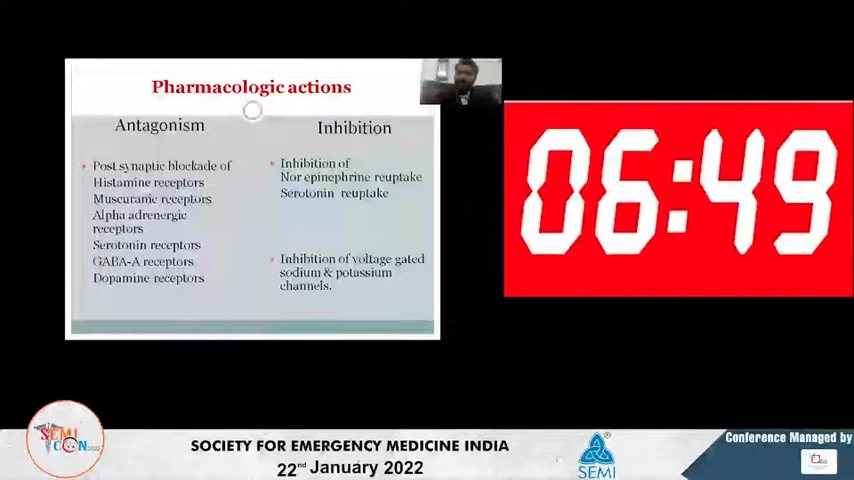 Pharmacologic actions
Antagonism
Post synaptic blockade of
Histamine receptors
Muscuranic receptors
Alpha adrenergic
receptors
Serotonin receptors
GABA-A receptors
Dopamine receptors
Inhibition
Inhibition of
Nor epinephrine reuptake
Serotonin reuptake
Inhibition of voltage gated
sodium & potassium
channels.
06:49
SEMI
CON
SOCIETY FOR EMERGENCY MEDICINE INDIA
22nd January 2022
SEMI
Conference Managed by